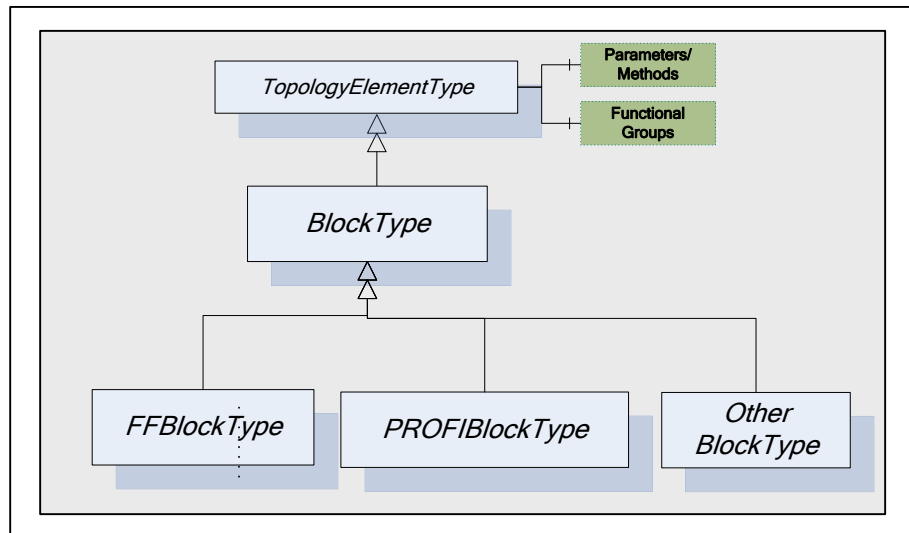 Parameters/
Methods
TopologyElementType
Functional
Groups
BlockType
FFBlockType
PROFIBlockType
Other
BlockType